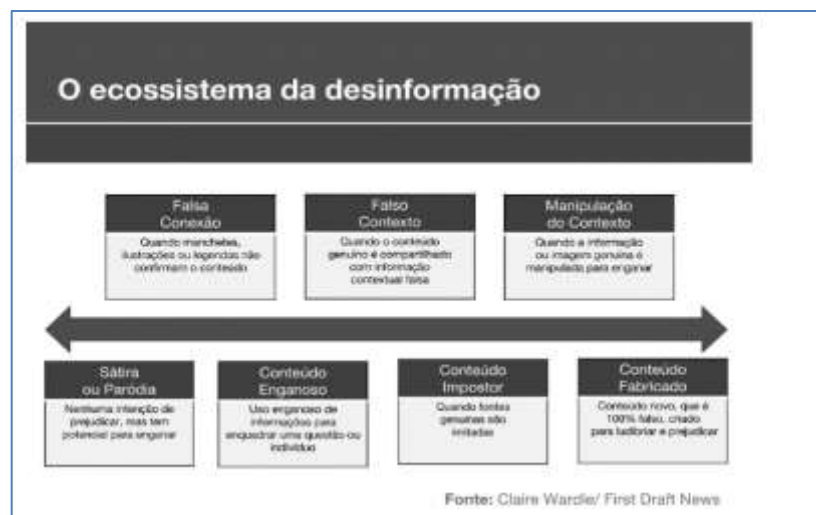 O ecossistema da desinformação
Falsa
Conexão
Quando manchetes,
ilustrações ou legendas não
confirmam o conteúdo
Falso
Contexto
Quando o conteúdo
genuíno é compartilhado
com informação
contextual falsa
Manipulação
do Contexto
Quando a informação
ou imagem genuína é
manipulada para enganar
Sátira
ou Paródia
Nenhuma intenção de
prejudicar, mas tem
potencial para enganar
Conteúdo
Enganoso
Uso enganoso de
informações para
enquadrar uma questão ou
indivíduo
Conteúdo
Impostor
Quando fontes
genuínas são
imitadas
Conteúdo
Fabricado
Conteúdo novo, que é
100% falso, criado
para ludibriar e prejudicar
Fonte: Claire Wardle/ First Draft News